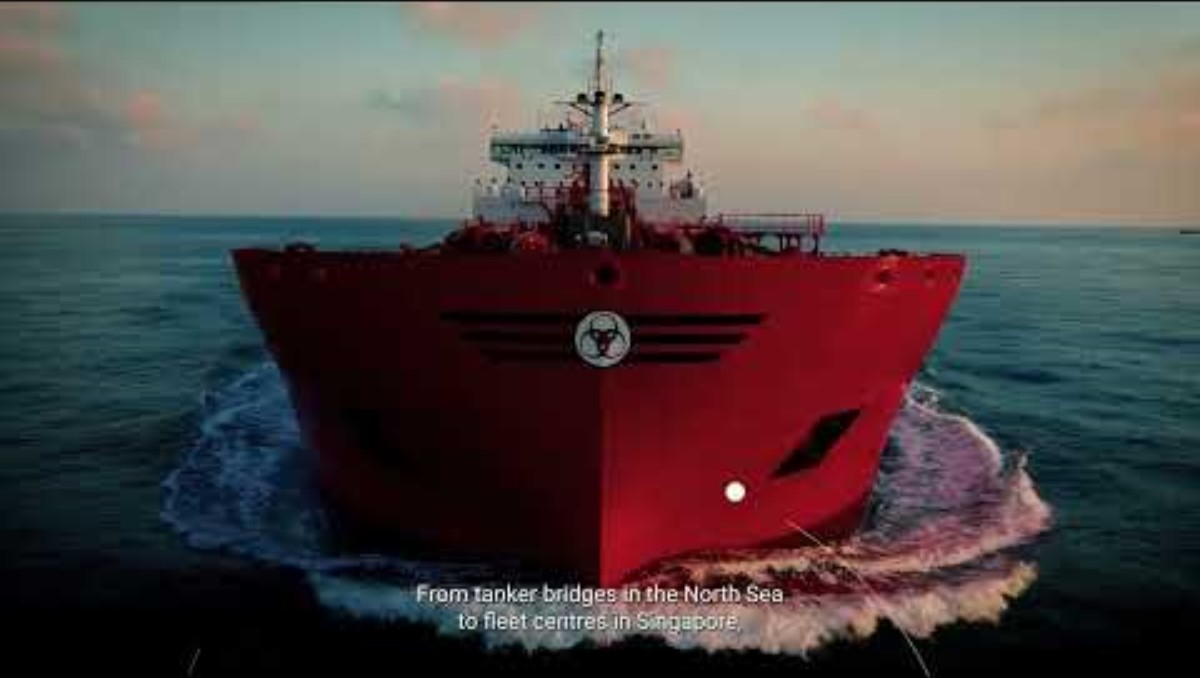 From tanker bridges in the North Sea
to fleet centres in Singapore,